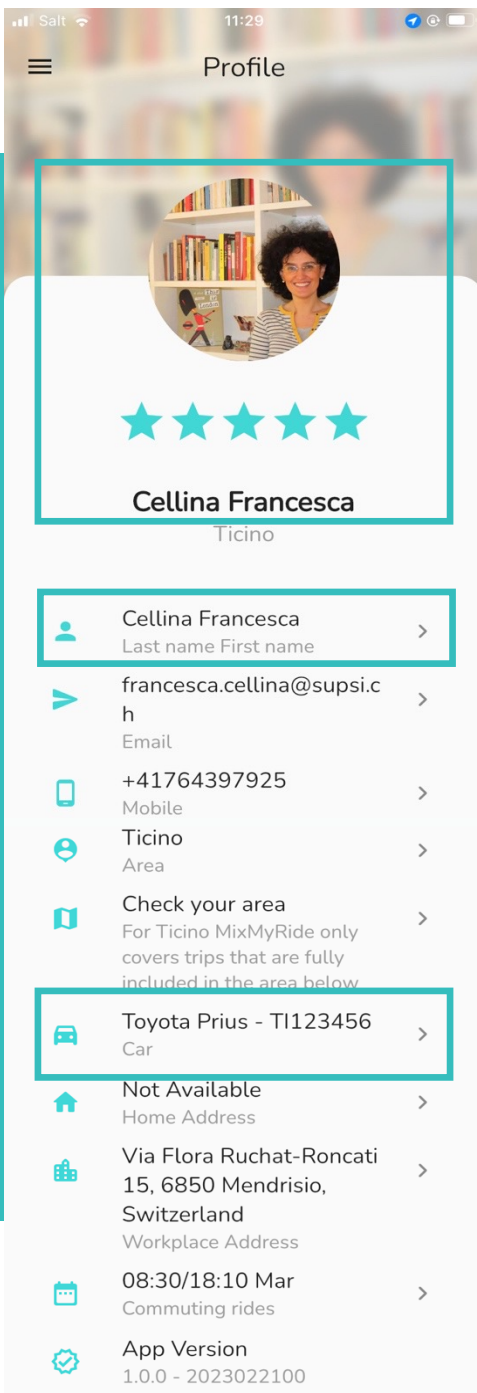 Salt
11:29
Profile
Cellina Francesca
Ticino
Cellina Francesca
Last name First name
francesca.cellina@supsi.c
h
Email
+41764397925
Mobile
Ticino
Area
Check your area
For Ticino MixMyRide only
covers trips that are fully
included in the area below
Toyota Prius - TI123456
Car
Not Available
Home Address
Via Flora Ruchat-Roncati
15, 6850 Mendrisio,
Switzerland
Workplace Address
08:30/18:10 Mar
Commuting rides
App Version
1.0.0 - 2023022100